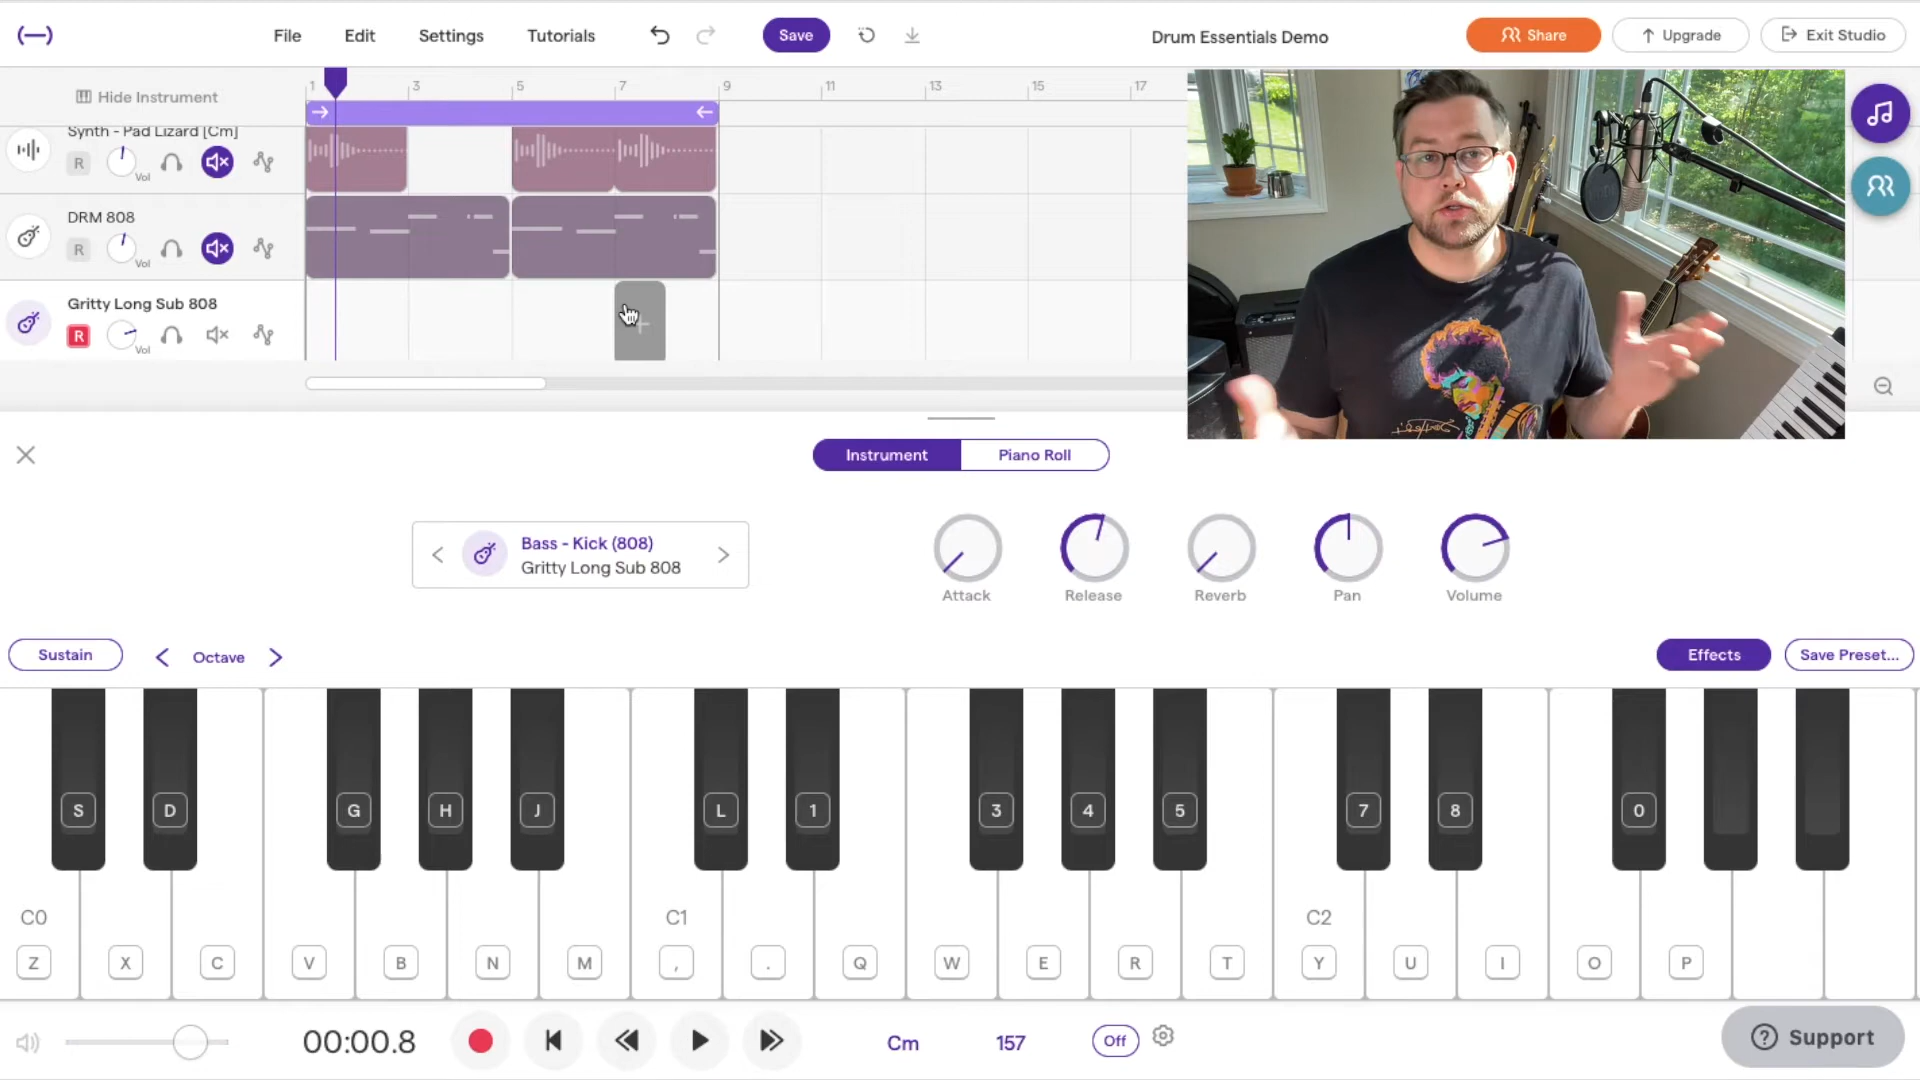 File Edit Settings Tutorials Save Drum Essentials Demo Share Upgrade Exit Studio
1 3 5 7 9 11 13 15 17
Hide Instrument
Synth - Pad Lizard [Cm]
R Vol
DRM 808
R Vol
Gritty Long Sub 808
R Vol
Instrument Piano Roll
Bass - Kick (808)
Gritty Long Sub 808
Attack Release Reverb Pan Volume
Sustain Octave Effects Save Preset...
S D G H J L 1 3 4 5 7 8 0
C0 C1 C2
Z X C V B N M , . Q W E R T Y U I O P
00:00.8 Cm 157 Off Support